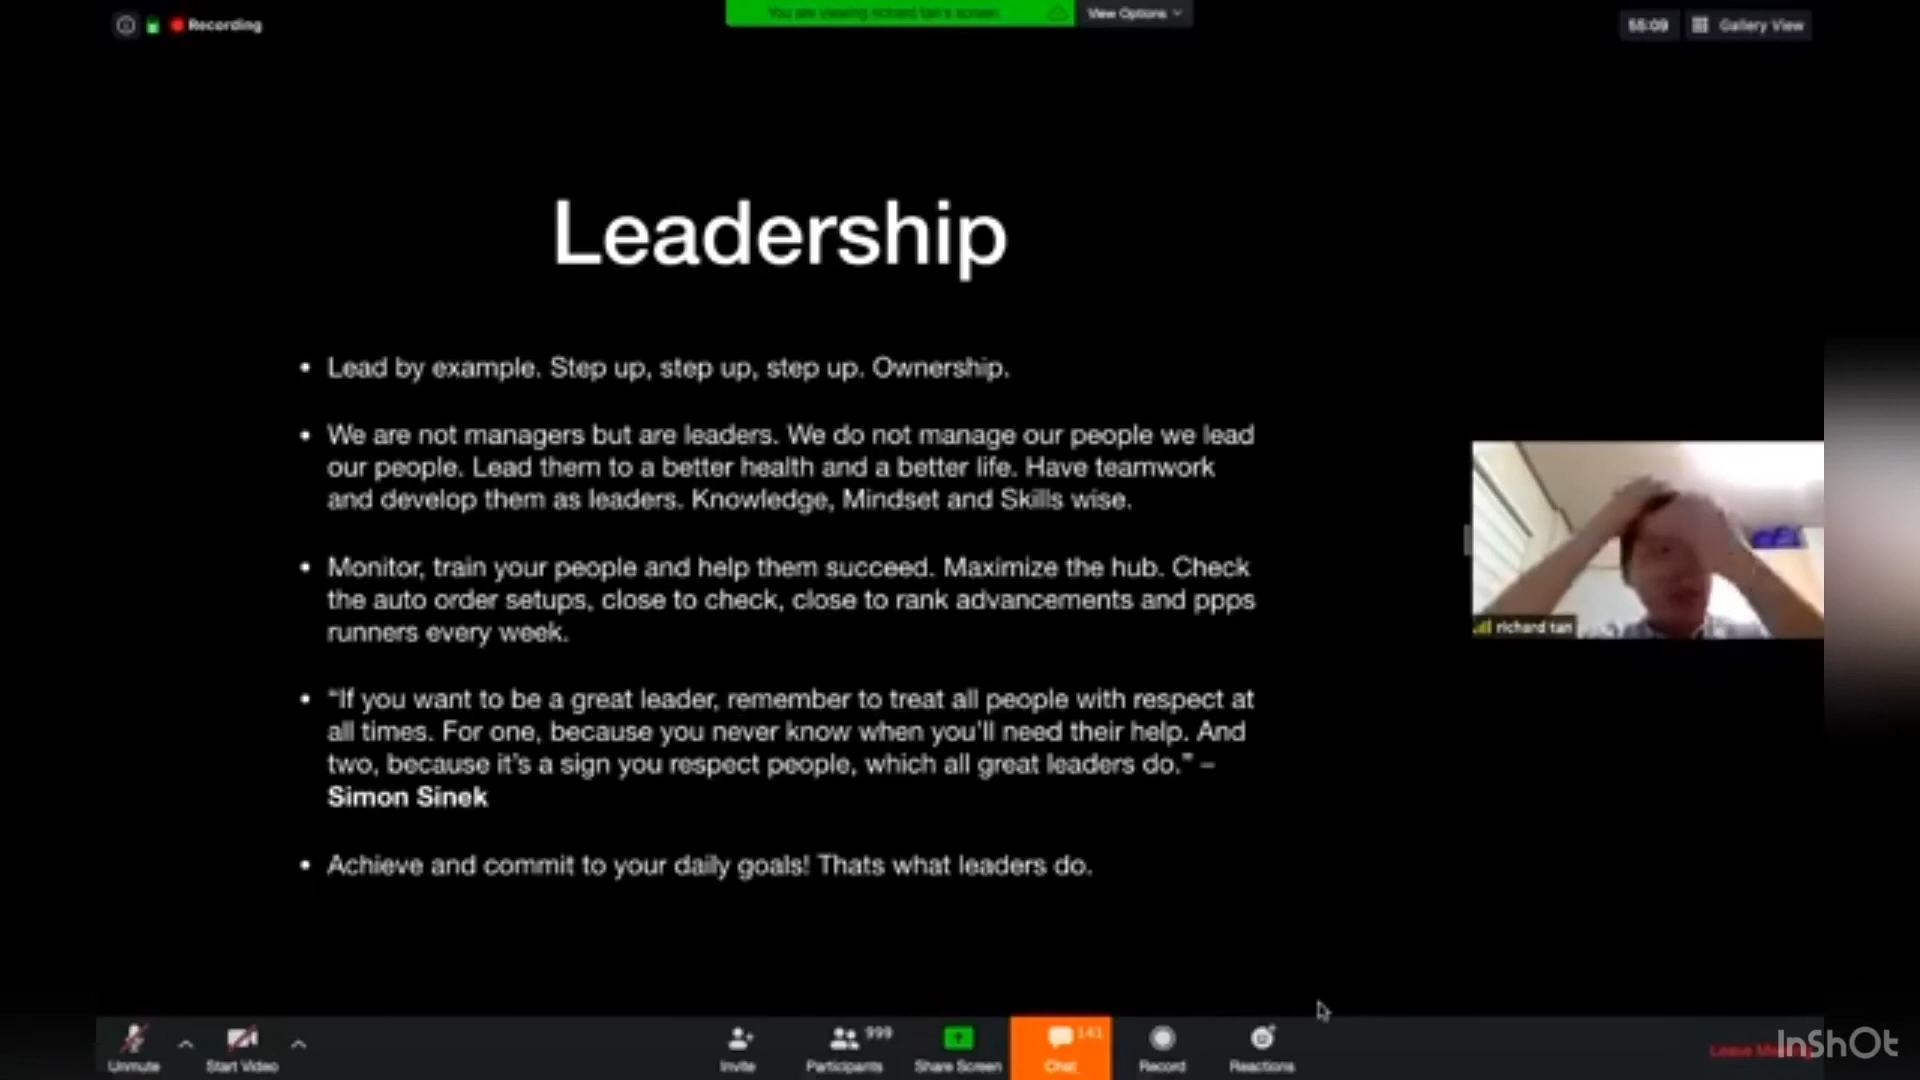 Recording
You are viewing richard tan's screen
View Options
55:09
Gallery View
Leadership
• Lead by example. Step up, step up, step up. Ownership.
• We are not managers but are leaders. We do not manage our people we lead
our people. Lead them to a better health and a better life. Have teamwork
and develop them as leaders. Knowledge, Mindset and Skills wise.
• Monitor, train your people and help them succeed. Maximize the hub. Check
the auto order setups, close to check, close to rank advancements and ppps
runners every week.
• “If you want to be a great leader, remember to treat all people with respect at
all times. For one, because you never know when you’ll need their help. And
two, because it’s a sign you respect people, which all great leaders do.” –
Simon Sinek
• Achieve and commit to your daily goals! Thats what leaders do.
richard tan
Unmute
Start Video
Invite
999
Participants
Share Screen
141
Chat
Record
Reactions
Leave
InShOt